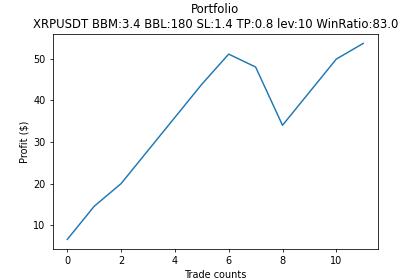 Portfolio
XRPUSDT BBM:3.4 BBL:180 SL:1.4 TP:0.8 lev:10 WinRatio:83.0
50
40
30
20
10
Profit ($)
0 2 4 6 8 10
Trade counts